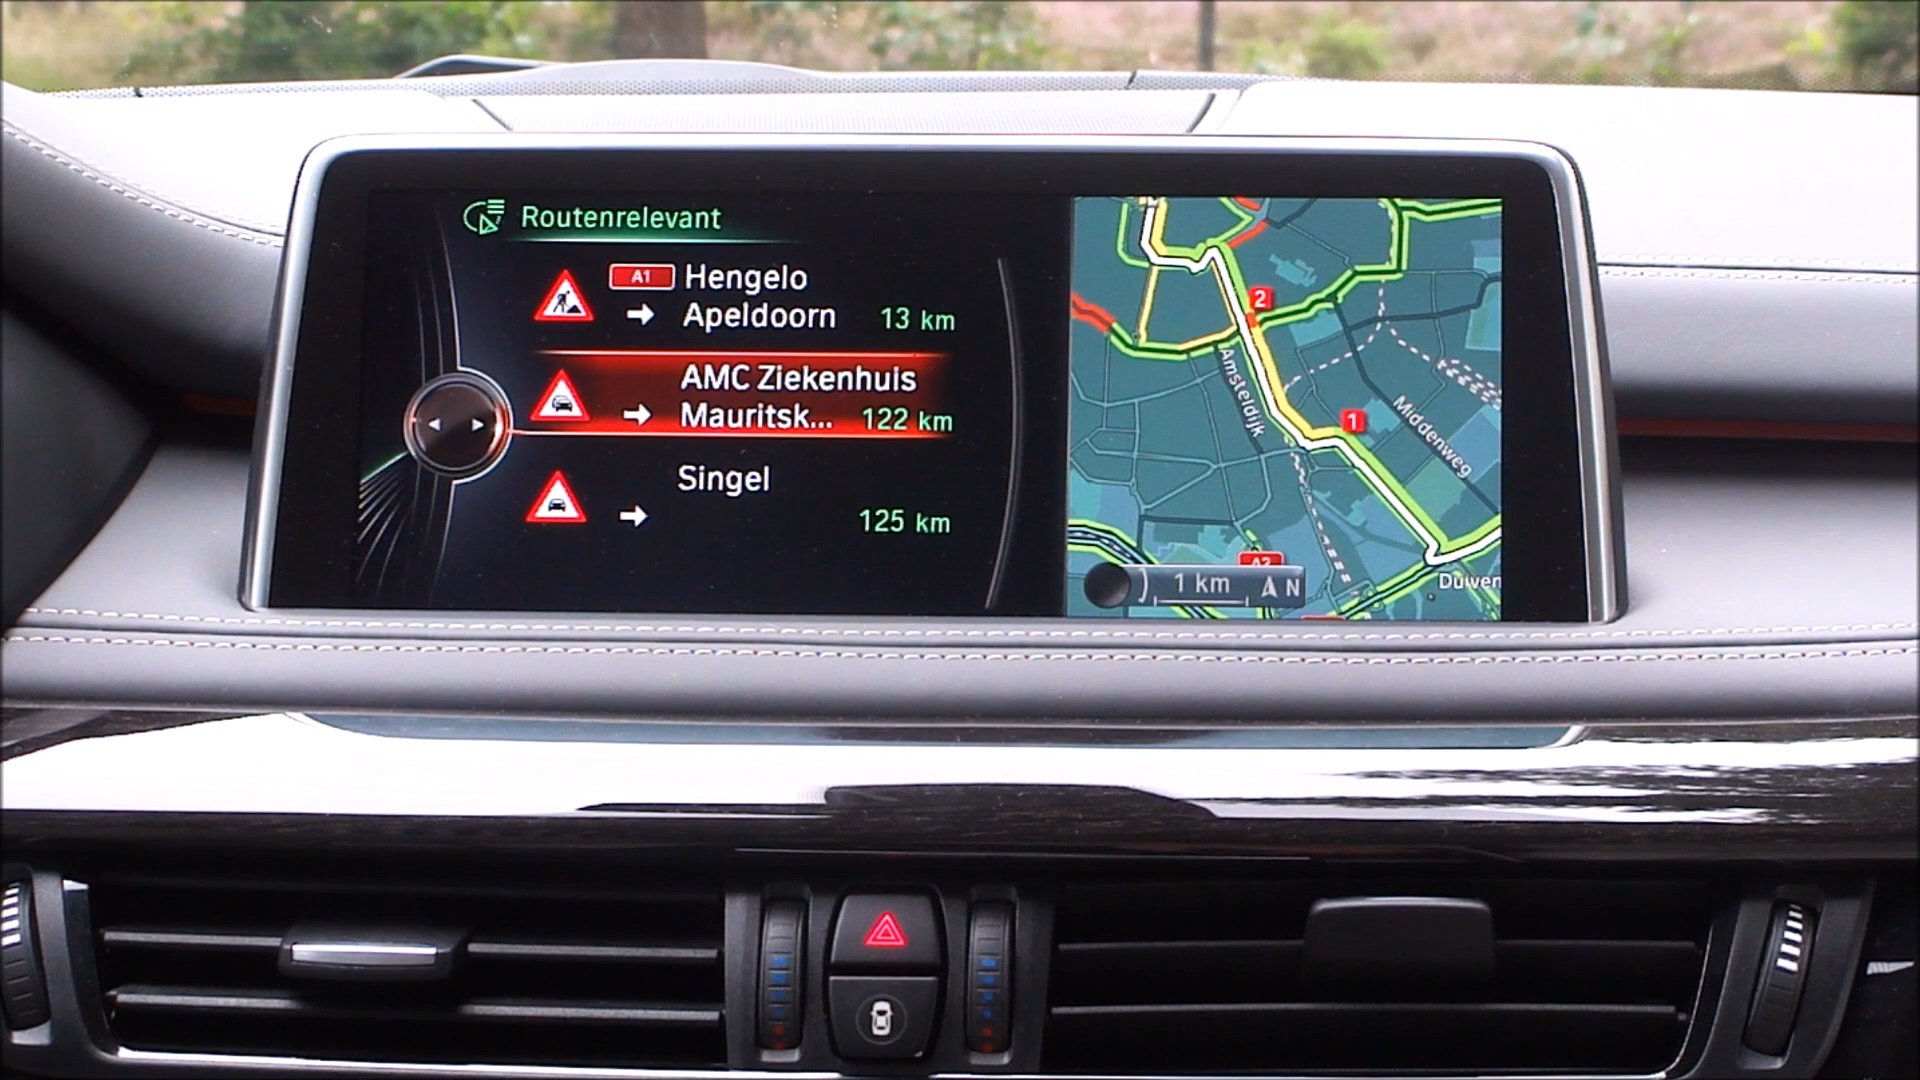 Routenrelevant
A1 Hengelo
Apeldoorn 13 km
AMC Ziekenhuis
Mauritsk... 122 km
Singel
125 km
2
Amsteldijk
1
Middenweg
A2
1 km N
Duiven